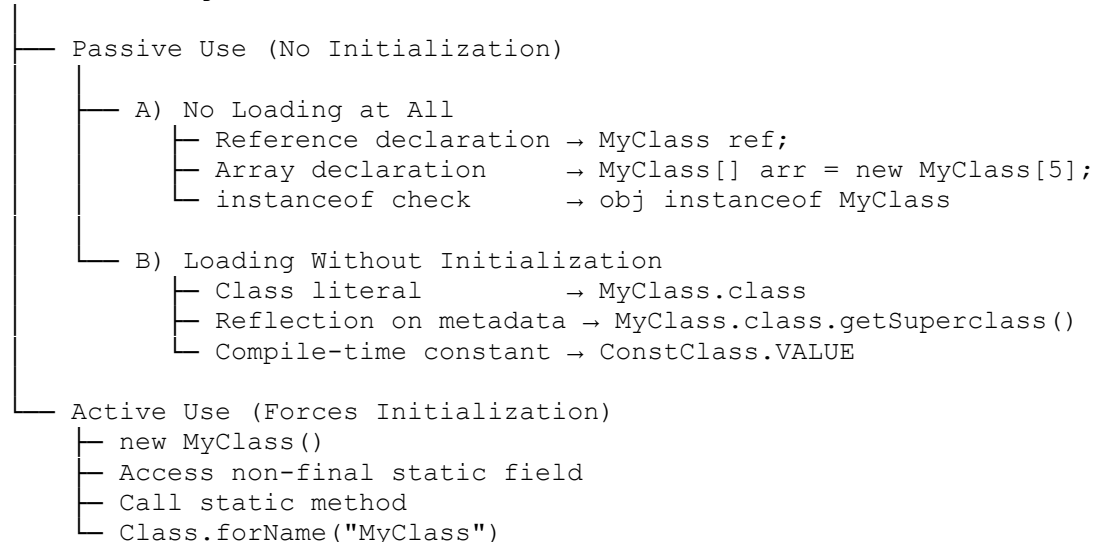 Passive Use (No Initialization)
A) No Loading at All
Reference declaration → MyClass ref;
Array declaration → MyClass[] arr = new MyClass[5];
instanceof check → obj instanceof MyClass
B) Loading Without Initialization
Class literal → MyClass.class
Reflection on metadata → MyClass.class.getSuperclass()
Compile-time constant → ConstClass.VALUE
Active Use (Forces Initialization)
new MyClass()
Access non-final static field
Call static method
Class.forName("MyClass")